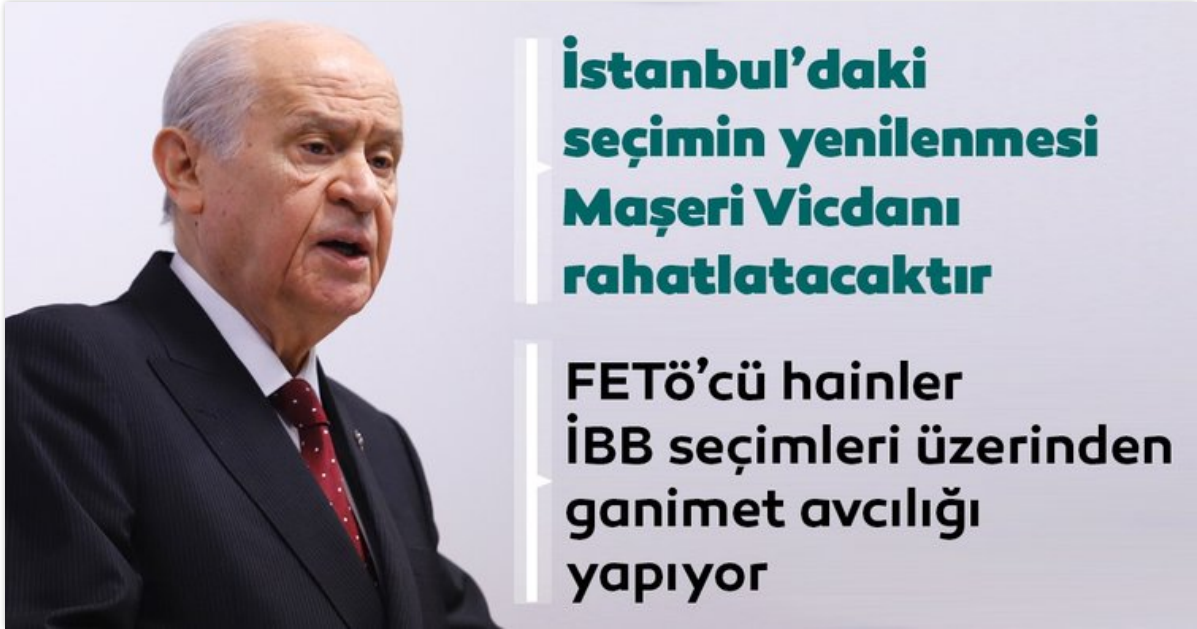 İstanbul’daki
seçimin yenilenmesi
Maşeri Vicdanı
rahatlatacaktır
FETö’cü hainler
İBB seçimleri üzerinden
ganimet avcılığı
yapıyor